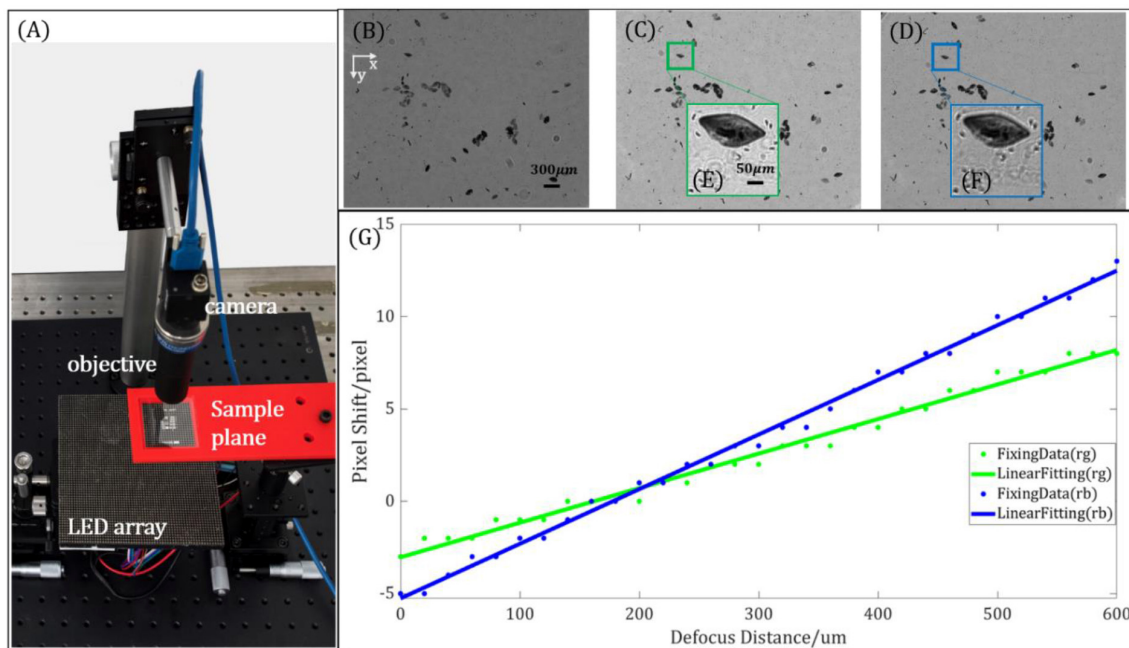 (A)
camera
objective
Sample
plane
LED array
(B)
x
y
300μm
(C)
(E)
50μm
(D)
(F)
(G)
15
10
5
0
-5
0
100
200
300
400
500
600
Pixel Shift/pixel
Defocus Distance/um
FixingData(rg)
LinearFitting(rg)
FixingData(rb)
LinearFitting(rb)